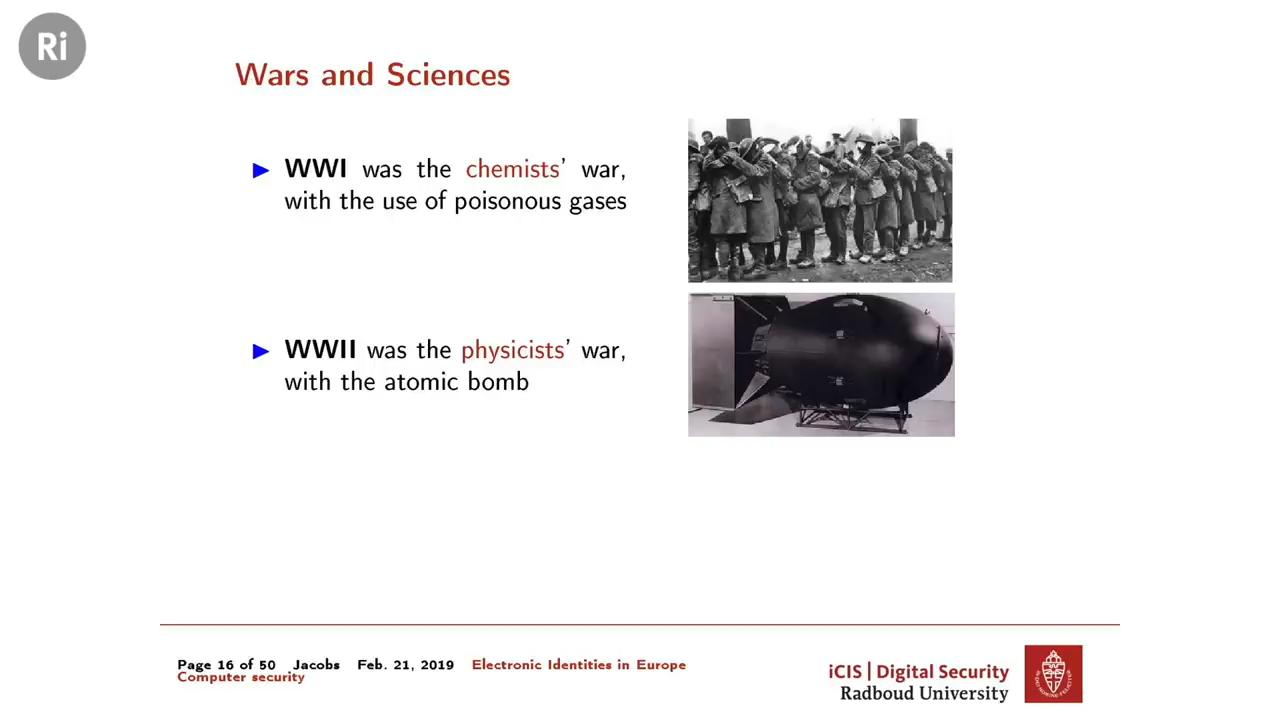 Ri
Wars and Sciences
WWI was the chemists' war,
with the use of poisonous gases
WWII was the physicists' war,
with the atomic bomb
Page 16 of 50 Jacobs Feb. 21, 2019 Electronic Identities in Europe
Computer security
iCIS | Digital Security
Radboud University